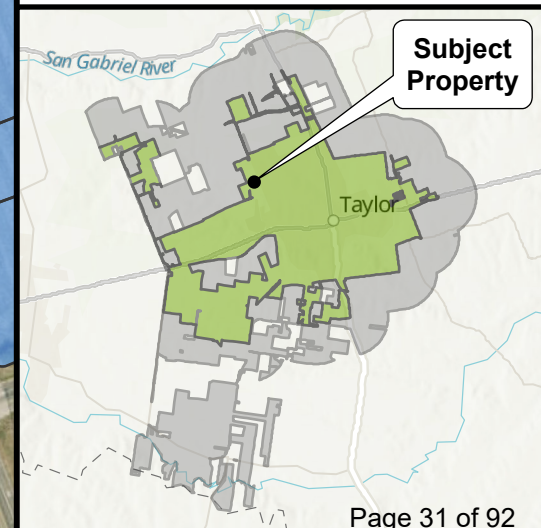 San Gabriel River
Subject
Property
Taylor
Page 31 of 92